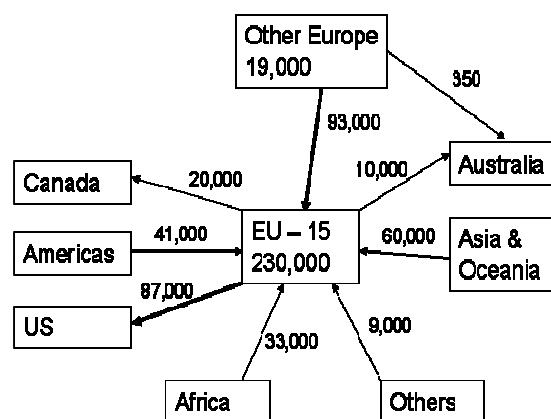 Other Europe
19,000
350
93,000
Canada
20,000
10,000
Australia
Americas
41,000
EU – 15
230,000
60,000
Asia &
Oceania
87,000
US
33,000
9,000
Africa
Others